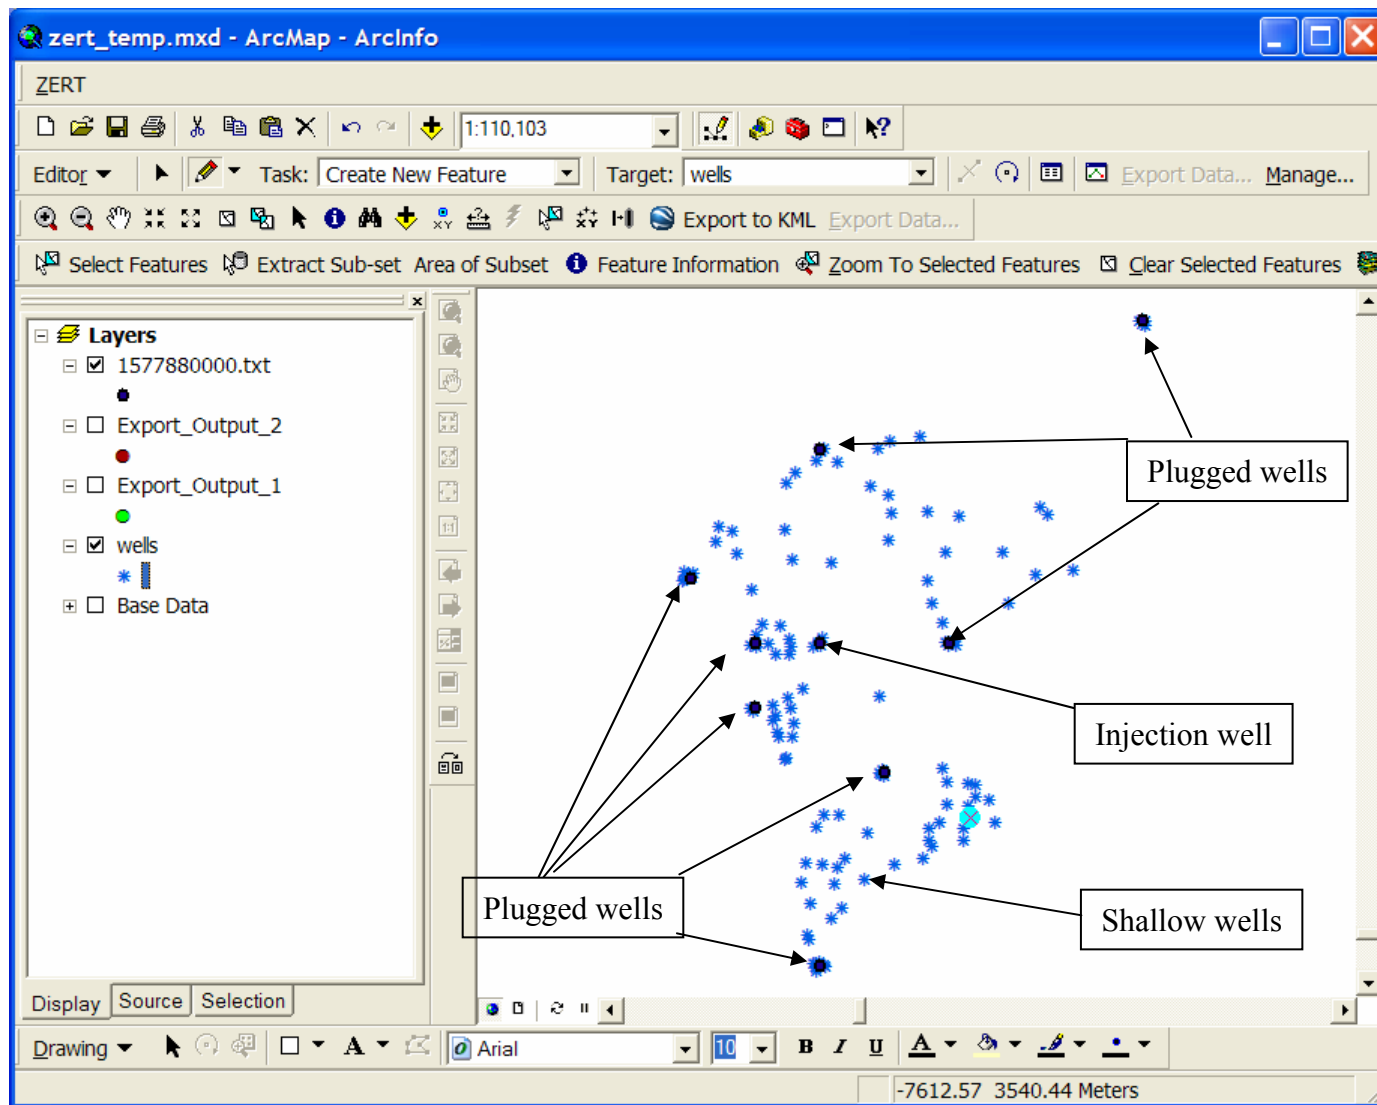 zert_temp.mxd - ArcMap - ArcInfo
ZERT
1:110,103
Editor Task: Create New Feature Target: wells Export Data... Manage...
Export to KML Export Data...
Select Features Extract Sub-set Area of Subset Feature Information Zoom To Selected Features Clear Selected Features
Layers
1577880000.txt
Export_Output_2
Export_Output_1
wells
Base Data
1:1
Plugged wells
Injection well
Plugged wells
Shallow wells
Display Source Selection
Drawing A Arial 10 B I U A
-7612.57 3540.44 Meters